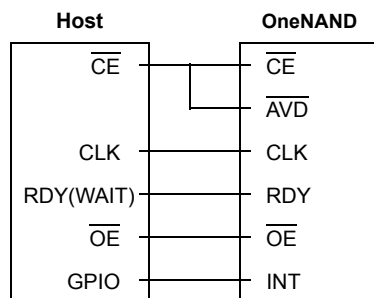 Host OneNAND
CE CE
AVD
CLK CLK
RDY(WAIT) RDY
OE OE
GPIO INT